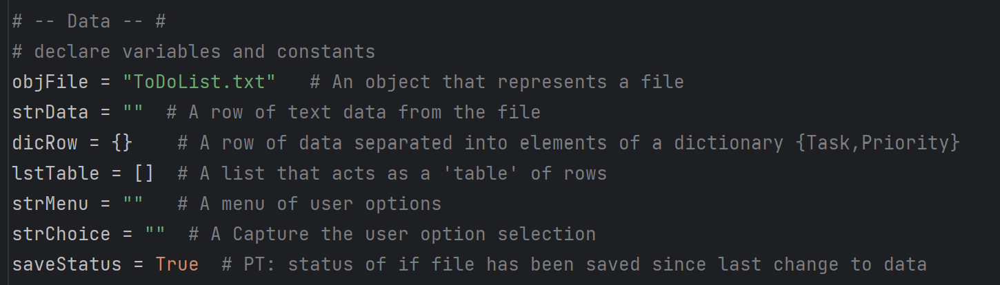 # -- Data -- #
# declare variables and constants
objFile = "ToDoList.txt"   # An object that represents a file
strData = ""  # A row of text data from the file
dicRow = {}    # A row of data separated into elements of a dictionary {Task,Priority}
lstTable = []  # A list that acts as a 'table' of rows
strMenu = ""   # A menu of user options
strChoice = ""  # A Capture the user option selection
saveStatus = True  # PT: status of if file has been saved since last change to data